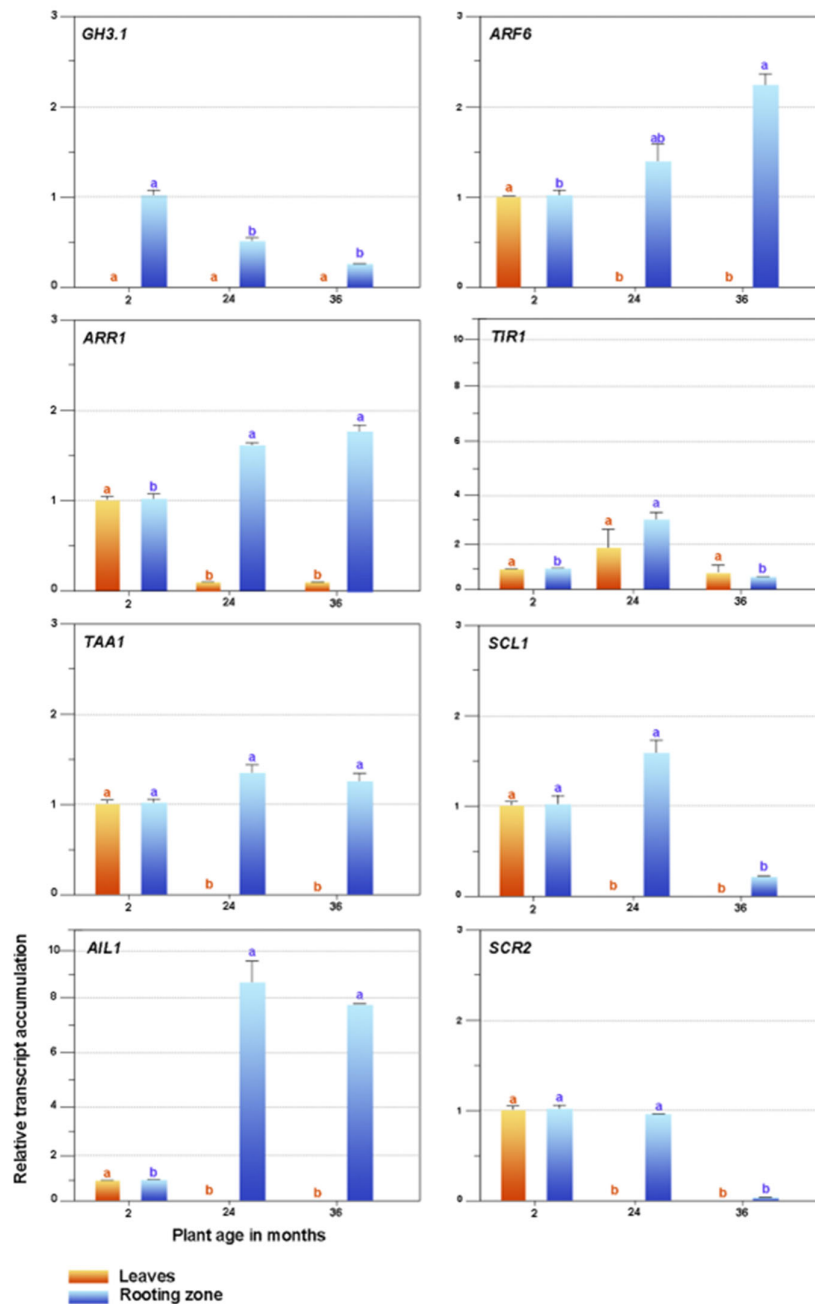 GH3.1
3
2
1
0
a
b
b
a
a
a
2
24
36
ARF6
3
2
1
0
a
b
ab
a
b
b
2
24
36
ARR1
3
2
1
0
a
b
a
a
b
b
2
24
36
TIR1
10
8
6
4
2
0
a
b
a
a
a
b
2
24
36
TAA1
3
2
1
0
a
a
a
a
b
b
2
24
36
SCL1
3
2
1
0
a
a
a
b
b
b
2
24
36
AIL1
10
8
6
4
2
0
a
b
a
a
b
b
2
24
36
SCR2
3
2
1
0
a
a
a
b
b
b
2
24
36
Relative transcript accumulation
Plant age in months
Leaves
Rooting zone